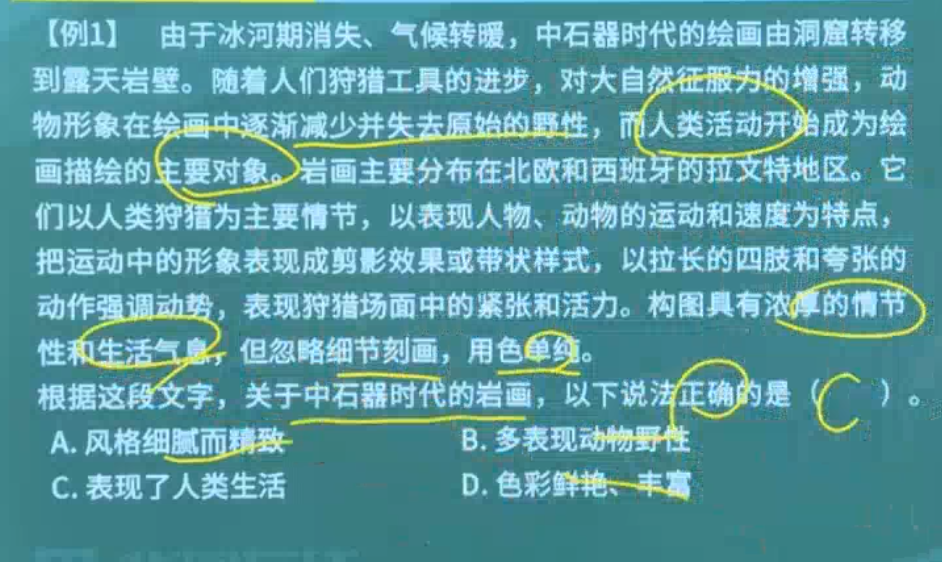 【例1】 由于冰河期消失、气候转暖，中石器时代的绘画由洞窟转移
到露天岩壁。随着人们狩猎工具的进步，对大自然征服力的增强，动
物形象在绘画中逐渐减少并失去原始的野性，而人类活动开始成为绘
画描绘的主要对象。岩画主要分布在北欧和西班牙的拉文特地区。它
们以人类狩猎为主要情节，以表现人物、动物的运动和速度为特点，
把运动中的形象表现成剪影效果或带状样式，以拉长的四肢和夸张的
动作强调动势，表现狩猎场面中的紧张和活力。构图具有浓厚的情节
性和生活气息，但忽略细节刻画，用色单纯。
根据这段文字，关于中石器时代的岩画，以下说法正确的是（ C ）。
A. 风格细腻而精致 B. 多表现动物野性
C. 表现了人类生活 D. 色彩鲜艳、丰富